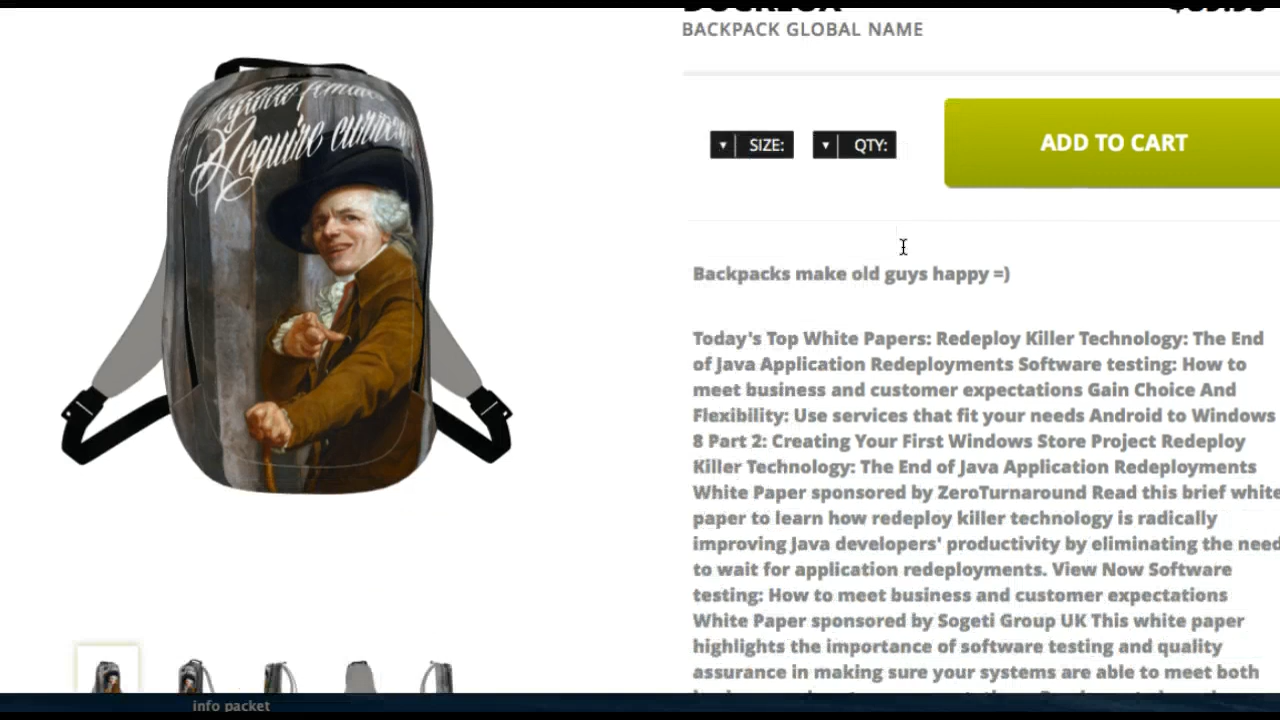 BACKPACK GLOBAL NAME
Acquire
SIZE:
QTY:
ADD TO CART
Backpacks make old guys happy =)
Today's Top White Papers: Redeploy Killer Technology: The End
of Java Application Redeployments Software testing: How to
meet business and customer expectations Gain Choice And
Flexibility: Use services that fit your needs Android to Windows
8 Part 2: Creating Your First Windows Store Project Redeploy
Killer Technology: The End of Java Application Redeployments
White Paper sponsored by ZeroTurnaround Read this brief white
paper to learn how redeploy killer technology is radically
improving Java developers' productivity by eliminating the need
to wait for application redeployments. View Now Software
testing: How to meet business and customer expectations
White Paper sponsored by Sogeti Group UK This white paper
highlights the importance of software testing and quality
assurance in making sure your systems are able to meet both
info packet